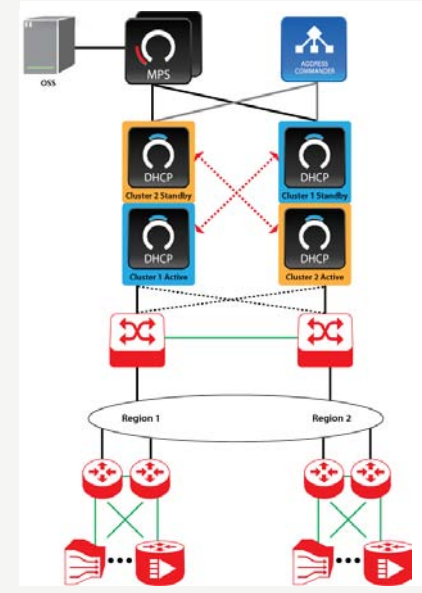 OSS
MPS
ADDRESS
COMMANDER
DHCP
Cluster 2 Standby
DHCP
Cluster 1 Standby
DHCP
Cluster 1 Active
DHCP
Cluster 2 Active
Region 1
Region 2